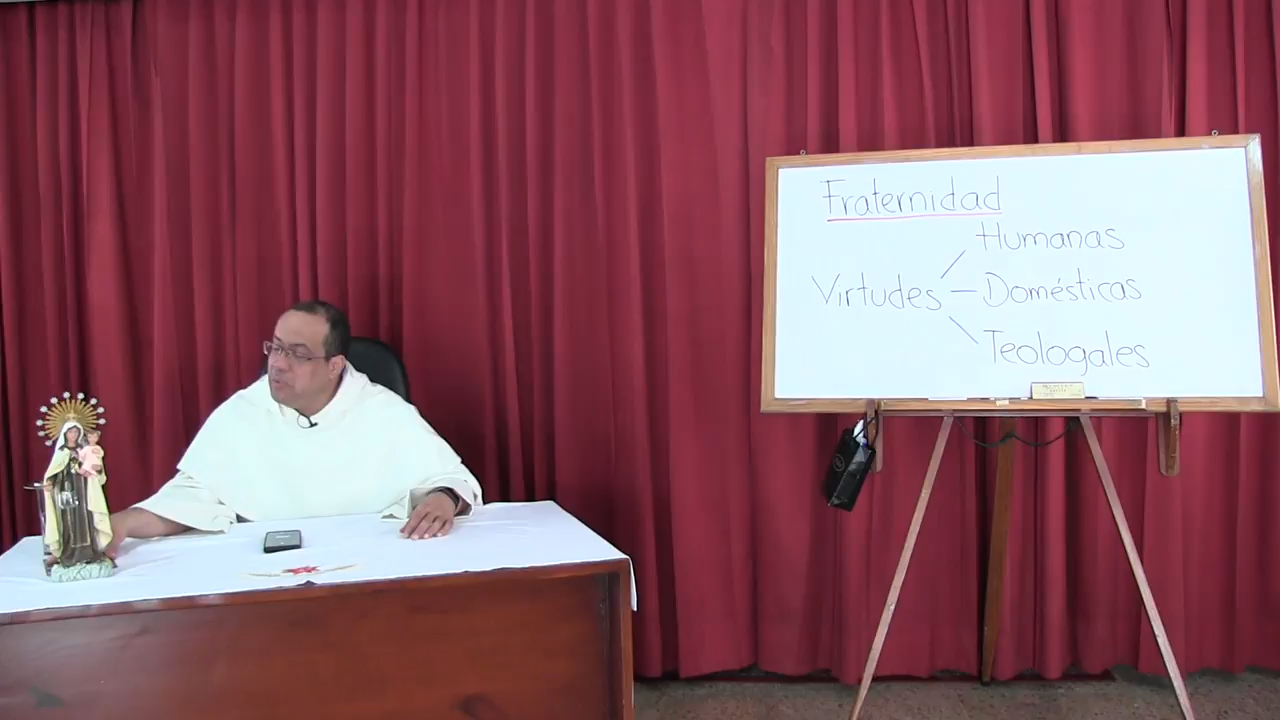 Fraternidad
Humanas
Virtudes – Domésticas
Teologales